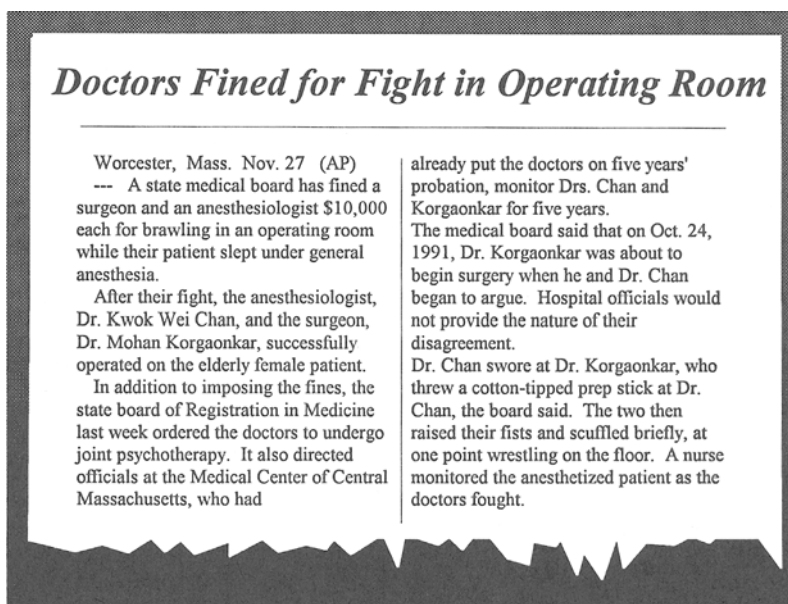 Doctors Fined for Fight in Operating Room
Worcester, Mass. Nov. 27 (AP)
--- A state medical board has fined a
surgeon and an anesthesiologist $10,000
each for brawling in an operating room
while their patient slept under general
anesthesia.
After their fight, the anesthesiologist,
Dr. Kwok Wei Chan, and the surgeon,
Dr. Mohan Korgaonkar, successfully
operated on the elderly female patient.
In addition to imposing the fines, the
state board of Registration in Medicine
last week ordered the doctors to undergo
joint psychotherapy. It also directed
officials at the Medical Center of Central
Massachusetts, who had
already put the doctors on five years'
probation, monitor Drs. Chan and
Korgaonkar for five years.
The medical board said that on Oct. 24,
1991, Dr. Korgaonkar was about to
begin surgery when he and Dr. Chan
began to argue. Hospital officials would
not provide the nature of their
disagreement.
Dr. Chan swore at Dr. Korgaonkar, who
threw a cotton-tipped prep stick at Dr.
Chan, the board said. The two then
raised their fists and scuffled briefly, at
one point wrestling on the floor. A nurse
monitored the anesthetized patient as the
doctors fought.